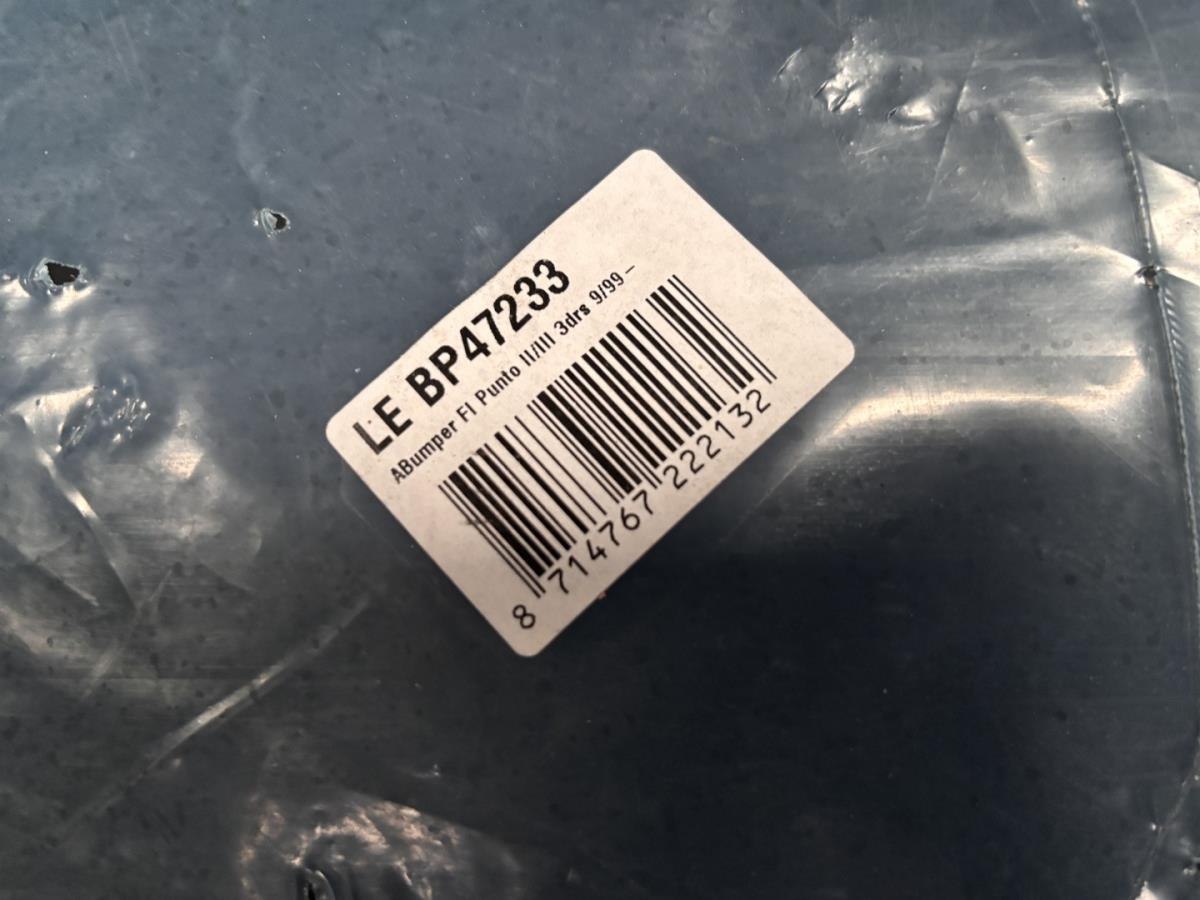 LE BP47233
ABumper FI Punto II/III 3drs 9/99 –
8 714767 222132